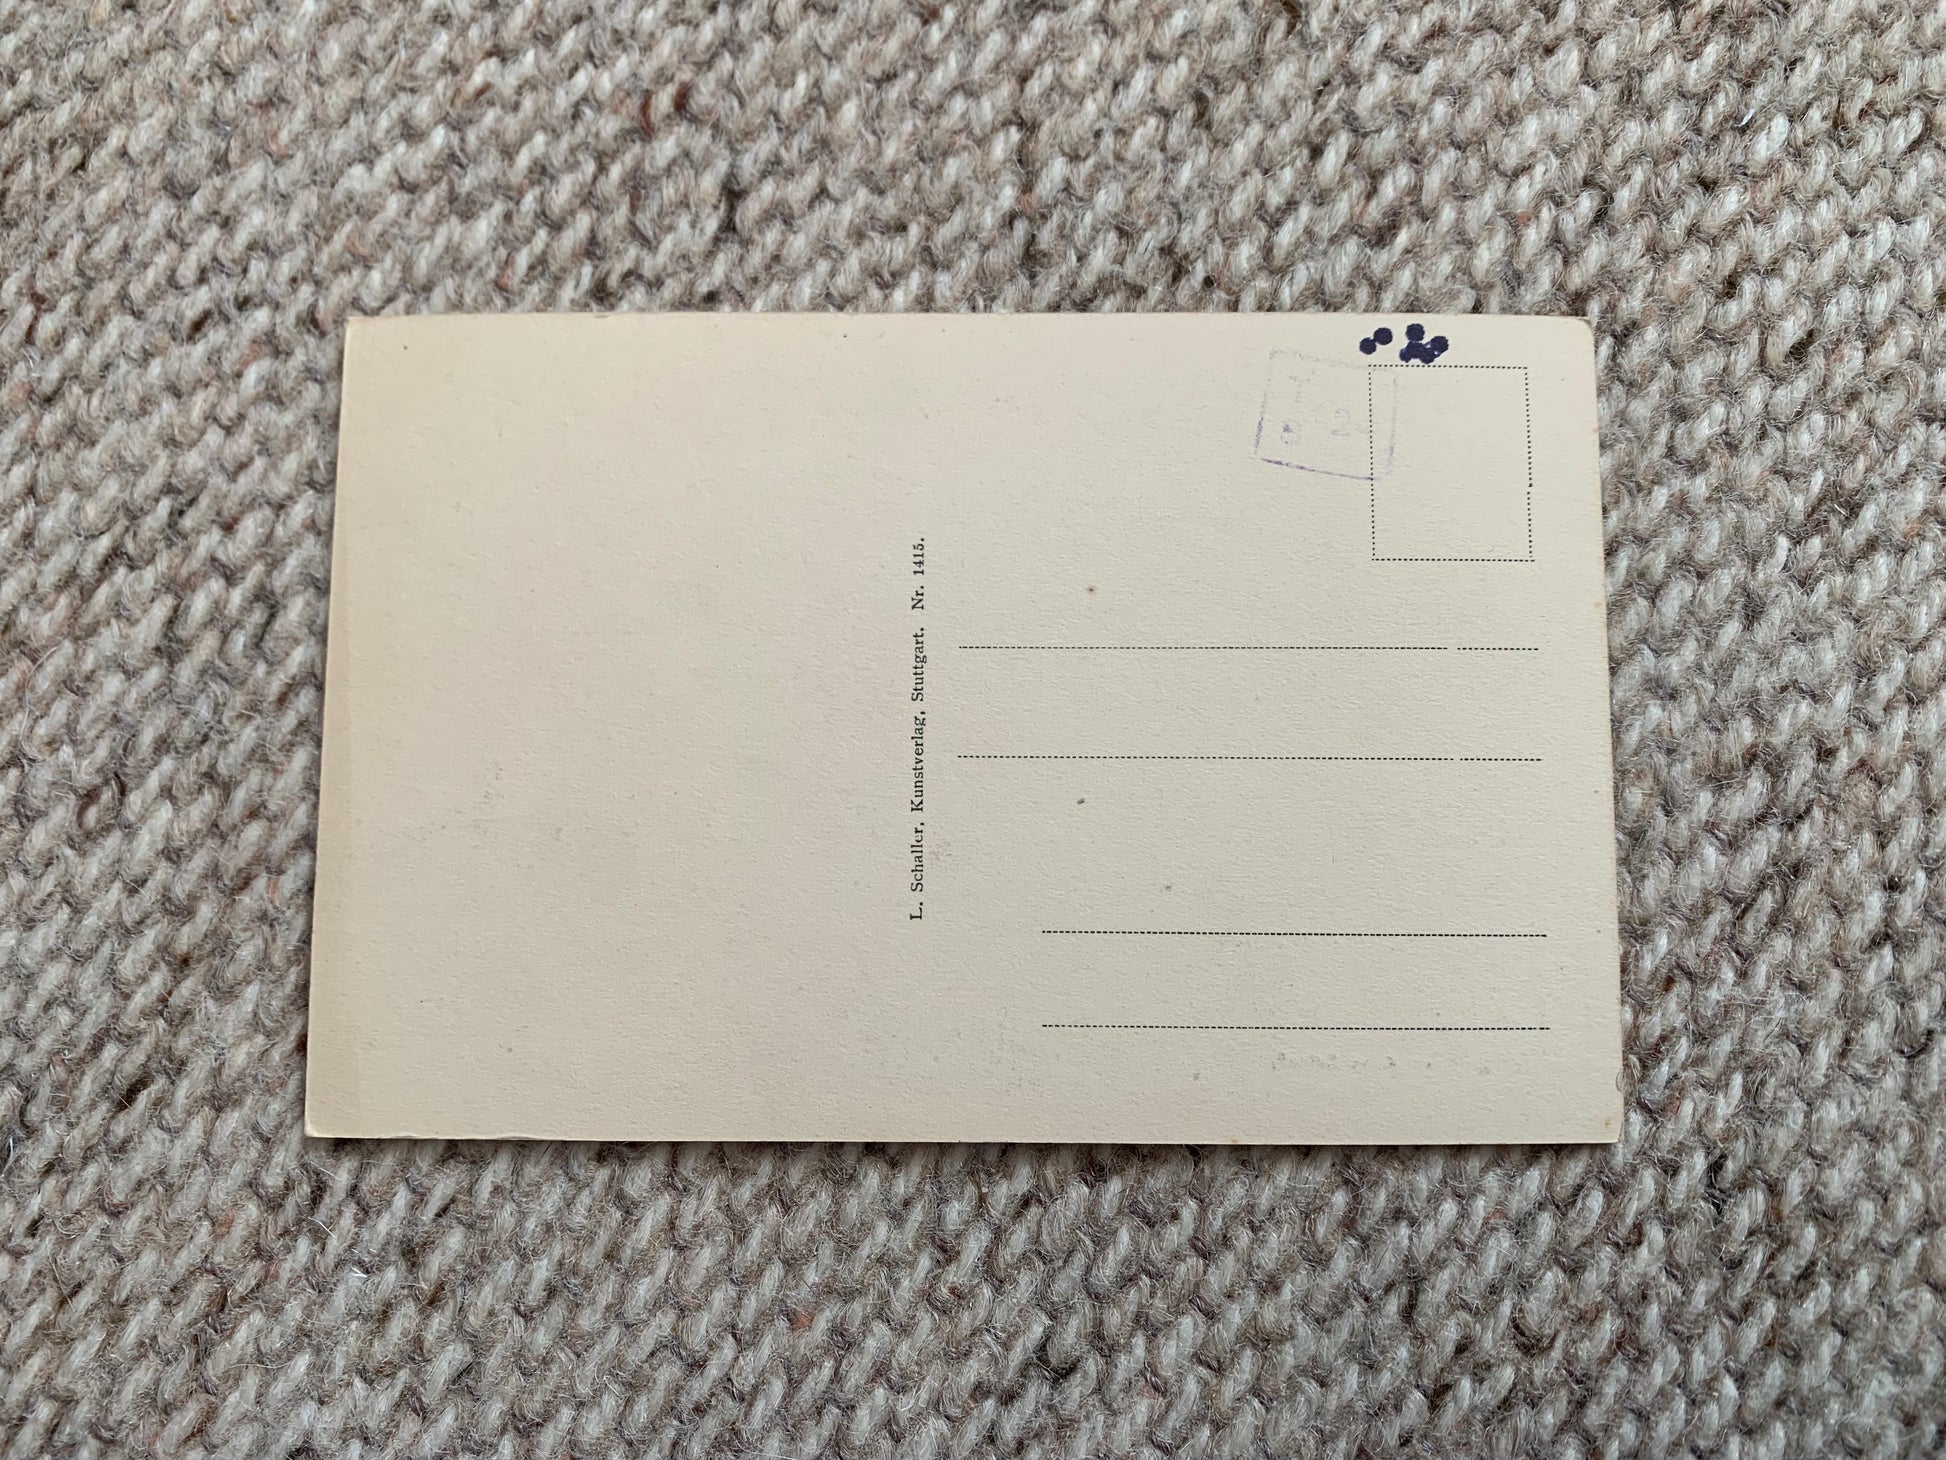 L. Schaller, Kunstverlag, Stuttgart. Nr. 1415.